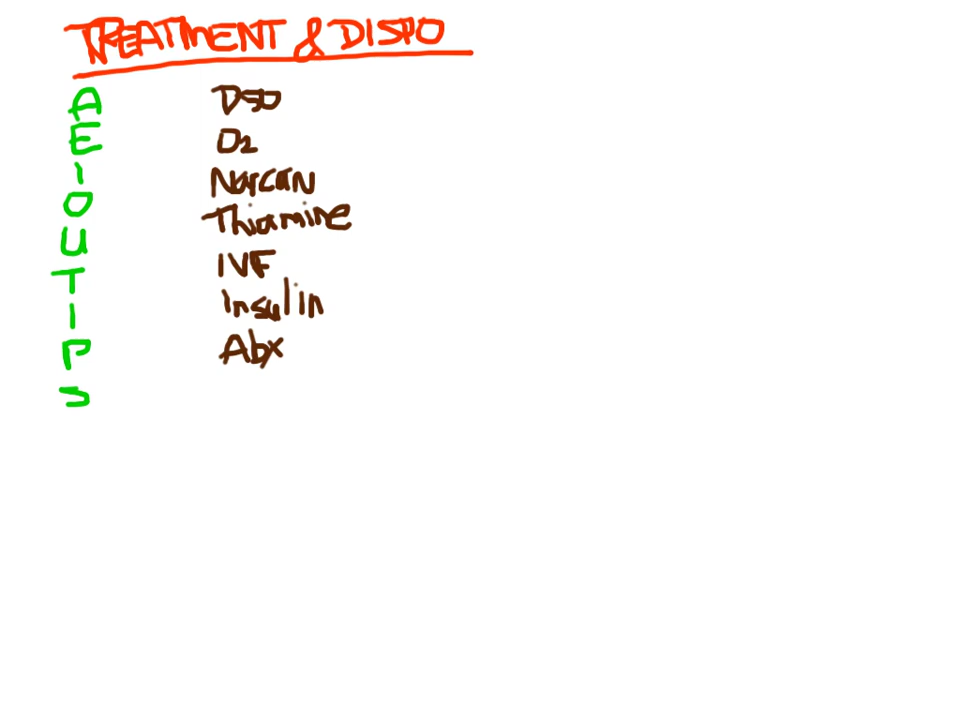 TREATMENT & DISPO
A D50
E O2
I Narcan
O Thiamine
U IVF
T Insulin
I Abx
P
S